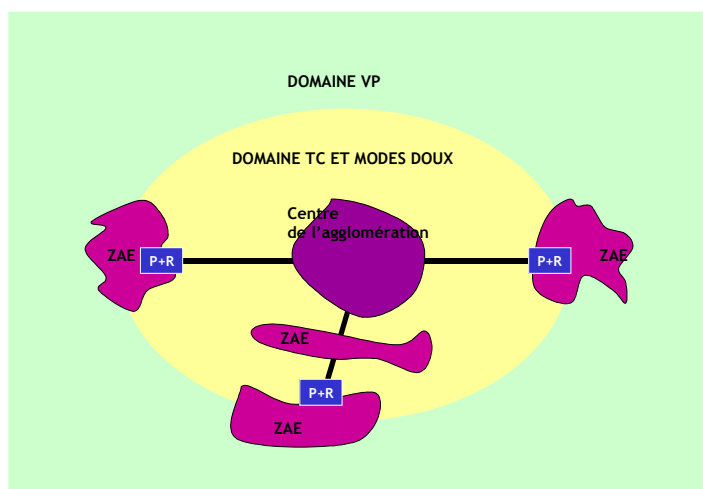 DOMAINE VP
DOMAINE TC ET MODES DOUX
Centre
de l'agglomération
ZAE
P+R
P+R
ZAE
ZAE
P+R
ZAE